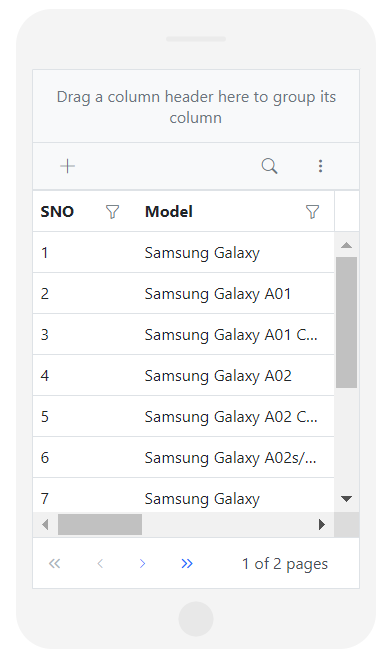 Drag a column header here to group its
column
SNO Model
1 Samsung Galaxy
2 Samsung Galaxy A01
3 Samsung Galaxy A01 C...
4 Samsung Galaxy A02
5 Samsung Galaxy A02 C...
6 Samsung Galaxy A02s/...
7 Samsung Galaxy
1 of 2 pages